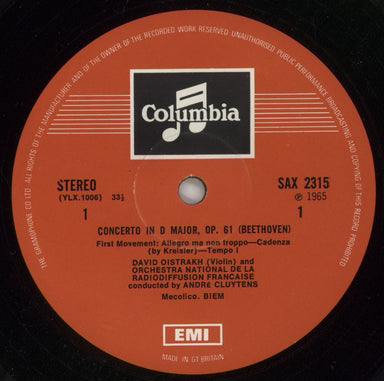 THE GRAMOPHONE CO LTD. ALL RIGHTS OF THE MANUFACTURER AND OF THE OWNER OF THE RECORDED WORK RESERVED UNAUTHORISED PUBLIC PERFORMANCE BROADCASTING AND COPYING OF THIS RECORD PROHIBITED
Columbia
STEREO
(YLX.1006) 33⅓
1
SAX 2315
℗ 1965
1
CONCERTO IN D MAJOR, OP. 61 (BEETHOVEN)
First Movement: Allegro ma non troppo—Cadenza
(by Kreisler)—Tempo I
DAVID OISTRAKH (Violin) and
ORCHESTRA NATIONAL DE LA
RADIODIFFUSION FRANCAISE
conducted by ANDRE CLUYTENS
Mecolico. BIEM
EMI
MADE IN GT BRITAIN